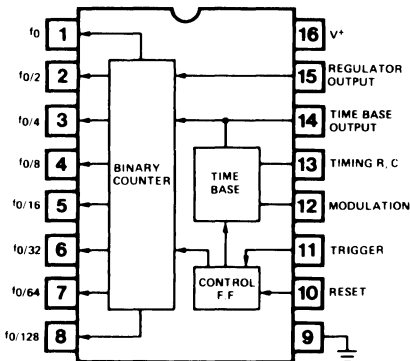 f0 1 16 V+
f0/2 2 15 REGULATOR
OUTPUT
f0/4 3 14 TIME BASE
OUTPUT
f0/8 4 BINARY
COUNTER TIME
BASE 13 TIMING R, C
f0/16 5 12 MODULATION
f0/32 6 11 TRIGGER
f0/64 7 CONTROL
F.F 10 RESET
f0/128 8 9